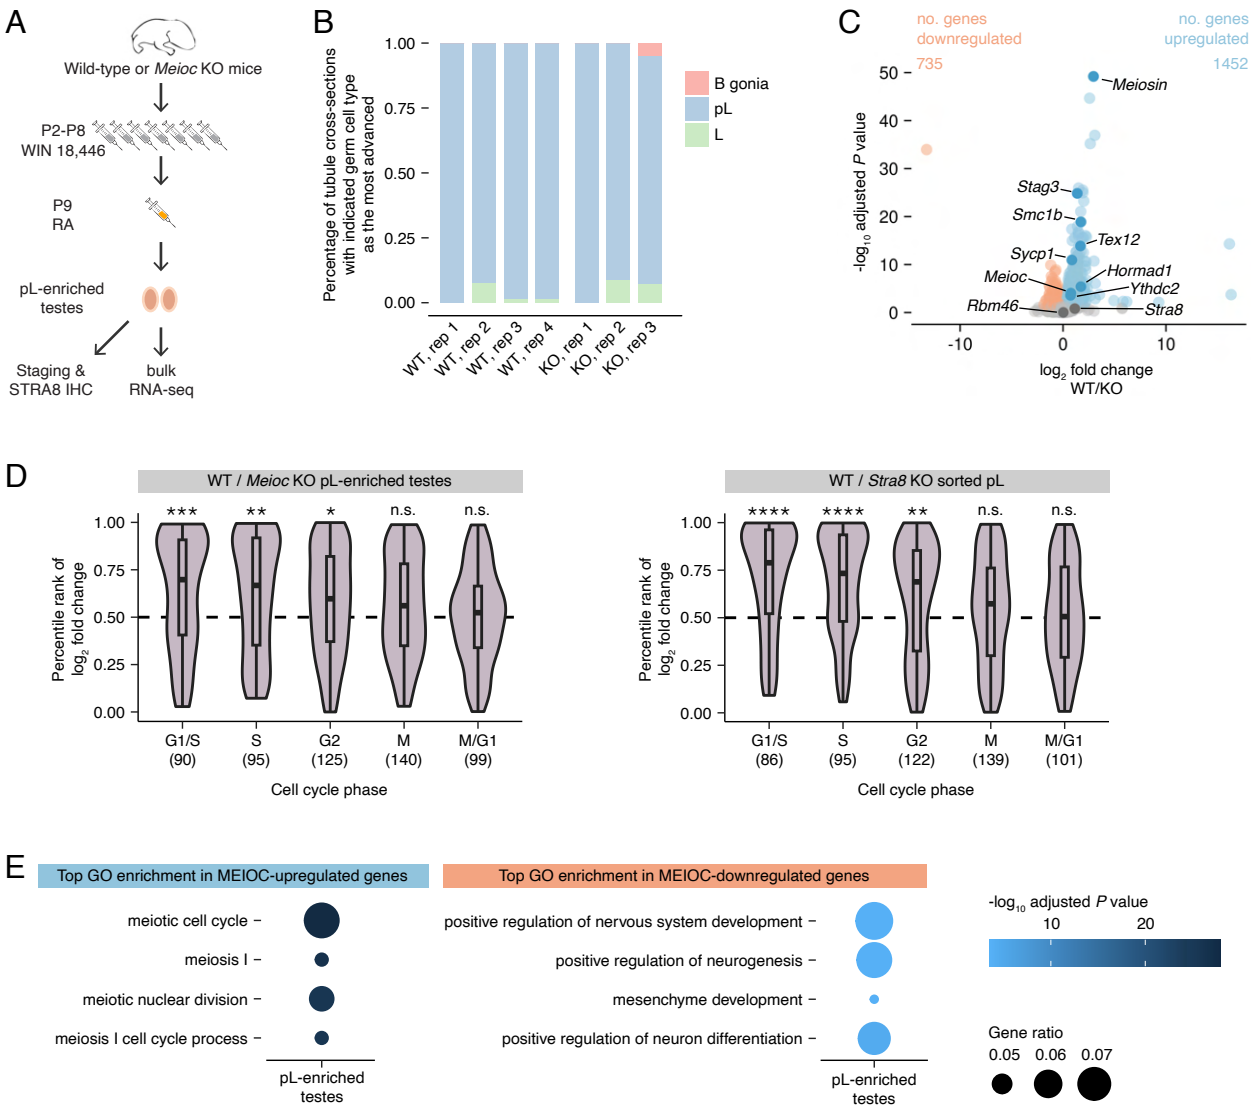 A
Wild-type or Meioc KO mice
P2-P8
WIN 18,446
P9
RA
pL-enriched
testes
Staging &
STRA8 IHC
bulk
RNA-seq
B
Percentage of tubule cross-sections
with indicated germ cell type
as the most advanced
1.00
0.75
0.50
0.25
0.00
WT, rep 1
WT, rep 2
WT, rep 3
WT, rep 4
KO, rep 1
KO, rep 2
KO, rep 3
B gonia
pL
L
C
no. genes
downregulated
735
no. genes
upregulated
1452
-log10 adjusted P value
50
40
30
20
10
0
Meiosin
Stag3
Smc1b
Tex12
Sycp1
Hormad1
Meioc
Ythdc2
Rbm46
Stra8
-10
0
10
log2 fold change
WT/KO
D
WT / Meioc KO pL-enriched testes
Percentile rank of
log2 fold change
1.00
0.75
0.50
0.25
0.00
***
**
*
n.s.
n.s.
G1/S
(90)
S
(95)
G2
(125)
M
(140)
M/G1
(99)
Cell cycle phase
WT / Stra8 KO sorted pL
Percentile rank of
log2 fold change
1.00
0.75
0.50
0.25
0.00
****
****
**
n.s.
n.s.
G1/S
(86)
S
(95)
G2
(122)
M
(139)
M/G1
(101)
Cell cycle phase
E
Top GO enrichment in MEIOC-upregulated genes
meiotic cell cycle
meiosis I
meiotic nuclear division
meiosis I cell cycle process
pL-enriched
testes
Top GO enrichment in MEIOC-downregulated genes
positive regulation of nervous system development
positive regulation of neurogenesis
mesenchyme development
positive regulation of neuron differentiation
pL-enriched
testes
-log10 adjusted P value
10
20
Gene ratio
0.05
0.06
0.07